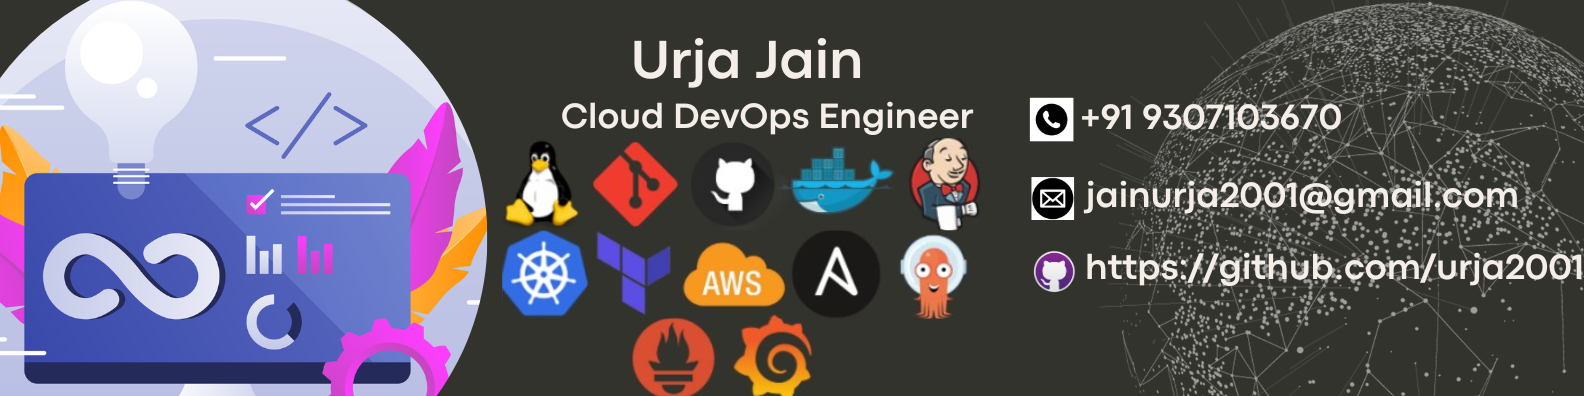 Urja Jain
Cloud DevOps Engineer
</>
AWS
+91 9307103670
jainurja2001@gmail.com
https://github.com/urja2001